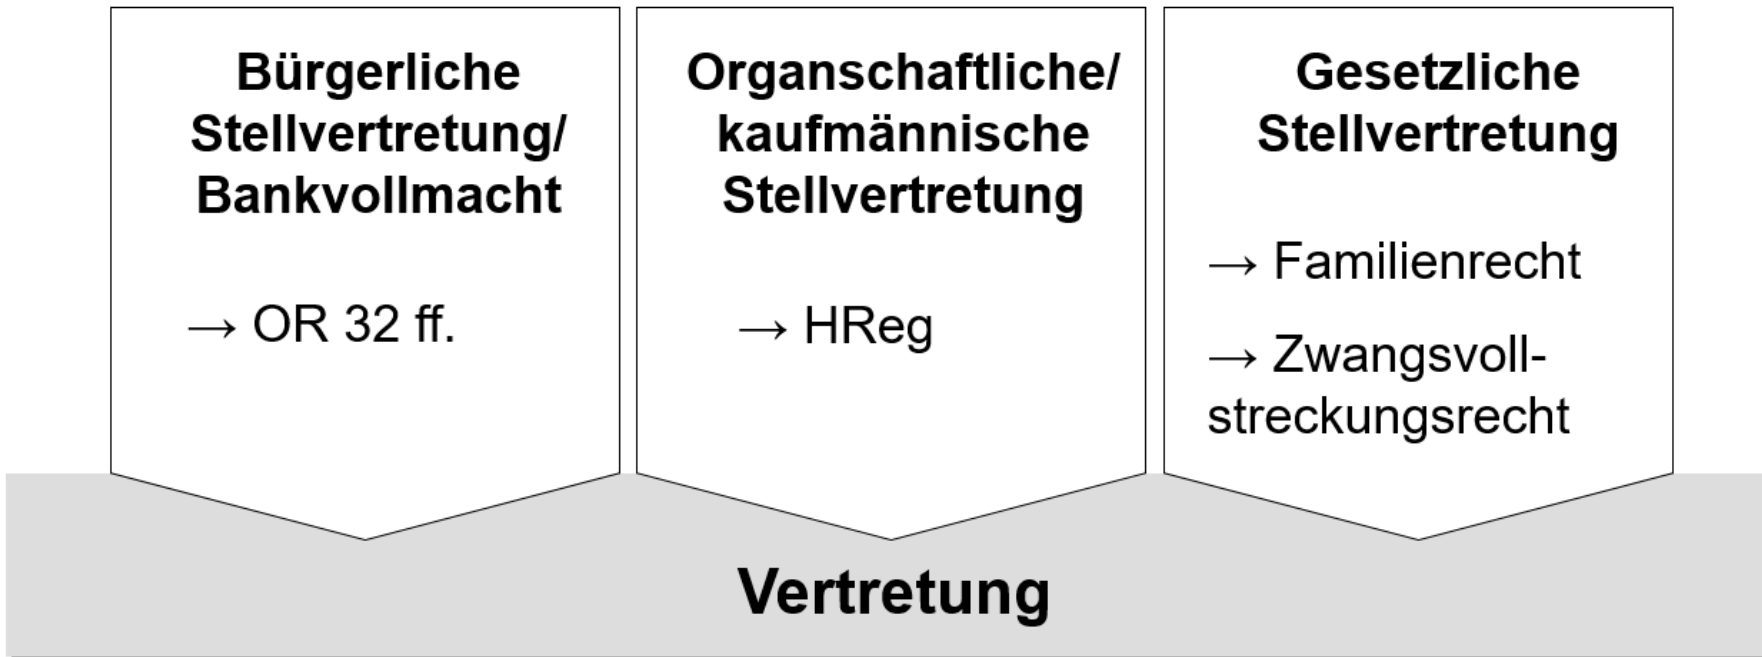 Bürgerliche
Stellvertretung/
Bankvollmacht
→ OR 32 ff.
Organschaftliche/
kaufmännische
Stellvertretung
→ HReg
Gesetzliche
Stellvertretung
→ Familienrecht
→ Zwangsvoll-
streckungsrecht
Vertretung